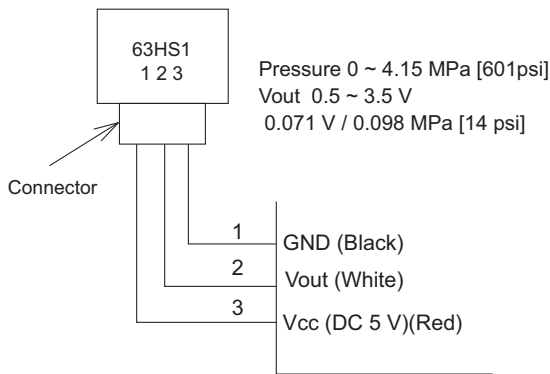 63HS1
1 2 3
Pressure 0 ~ 4.15 MPa [601psi]
Vout 0.5 ~ 3.5 V
0.071 V / 0.098 MPa [14 psi]
Connector
1
GND (Black)
2
Vout (White)
3
Vcc (DC 5 V)(Red)